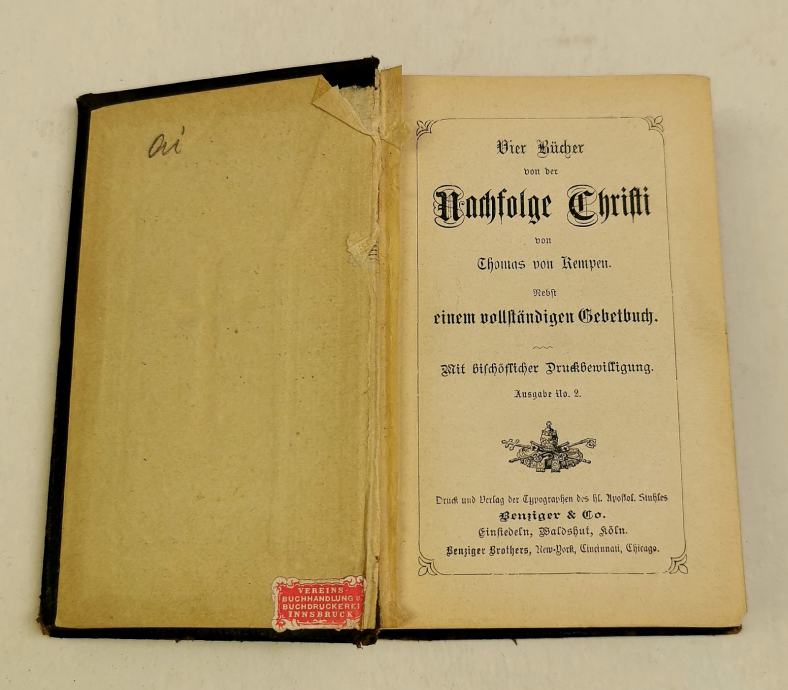 Vier Bücher
von der
Nachfolge Christi
von
Thomas von Kempen.
Nebst
einem vollständigen Gebetbuch.
Mit bischöflicher Druckbewilligung.
Ausgabe No. 2.
Druck und Verlag der Typographen des hl. Apostol. Stuhles
Benziger & Co.
Einsiedeln, Waldshut, Köln.
Benziger Brothers, New-York, Cincinnati, Chicago.
VEREINS-
BUCHHANDLUNG U.
BUCHDRUCKEREI
INNSBRUCK